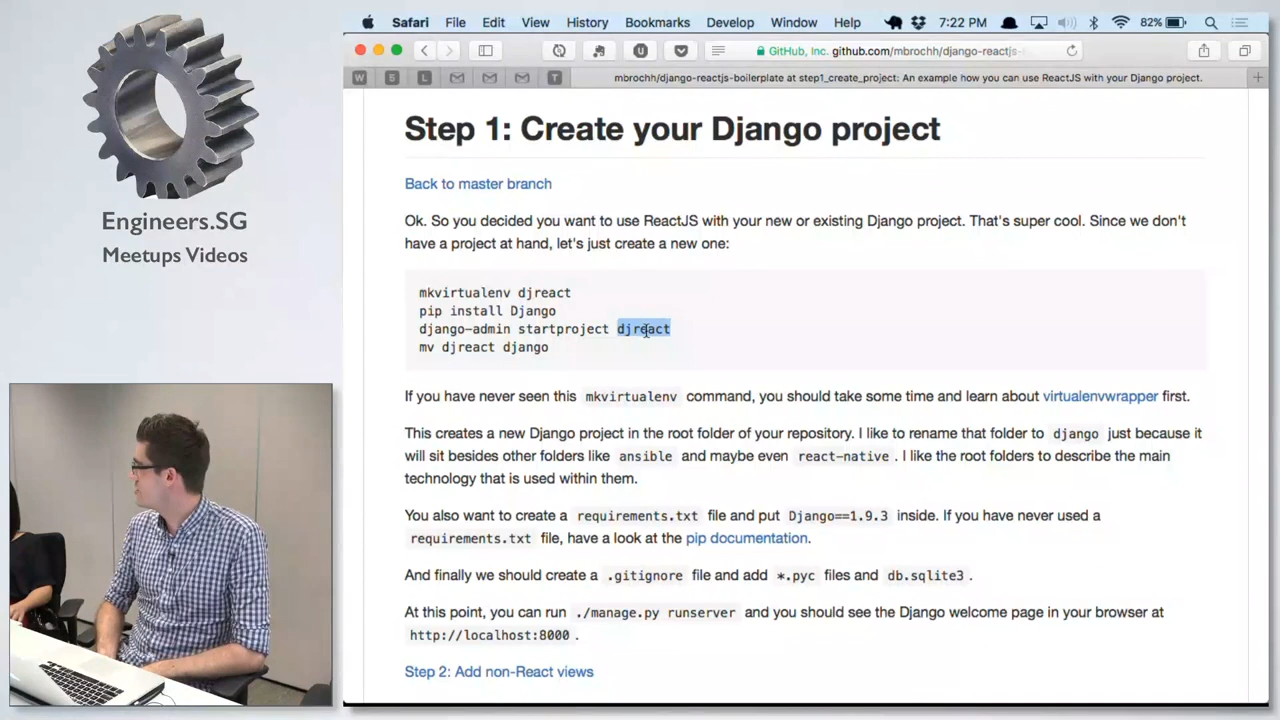 Safari File Edit View History Bookmarks Develop Window Help 7:22 PM 82%
GitHub, Inc. github.com/mbrochh/django-reactjs-
W 5 L T mbrochh/django-reactjs-boilerplate at step1_create_project: An example how you can use ReactJS with your Django project.
Engineers.SG
Meetups Videos
Step 1: Create your Django project
Back to master branch
Ok. So you decided you want to use ReactJS with your new or existing Django project. That's super cool. Since we don't
have a project at hand, let's just create a new one:
mkvirtualenv djreact
pip install Django
django-admin startproject djreact
mv djreact django
If you have never seen this mkvirtualenv command, you should take some time and learn about virtualenvwrapper first.
This creates a new Django project in the root folder of your repository. I like to rename that folder to django just because it
will sit besides other folders like ansible and maybe even react-native . I like the root folders to describe the main
technology that is used within them.
You also want to create a requirements.txt file and put Django==1.9.3 inside. If you have never used a
requirements.txt file, have a look at the pip documentation.
And finally we should create a .gitignore file and add *.pyc files and db.sqlite3 .
At this point, you can run ./manage.py runserver and you should see the Django welcome page in your browser at
http://localhost:8000 .
Step 2: Add non-React views